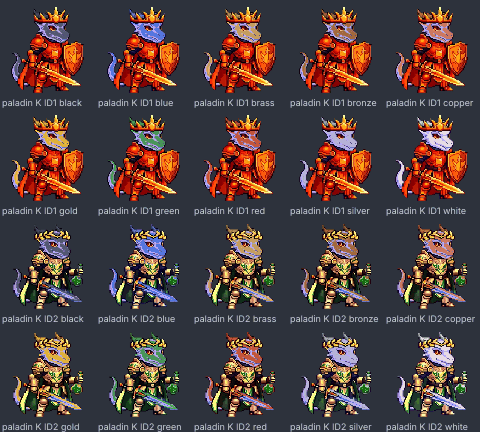 paladin K ID1 black
paladin K ID1 blue
paladin K ID1 brass
paladin K ID1 bronze
paladin K ID1 copper
paladin K ID1 gold
paladin K ID1 green
paladin K ID1 red
paladin K ID1 silver
paladin K ID1 white
paladin K ID2 black
paladin K ID2 blue
paladin K ID2 brass
paladin K ID2 bronze
paladin K ID2 copper
paladin K ID2 gold
paladin K ID2 green
paladin K ID2 red
paladin K ID2 silver
paladin K ID2 white